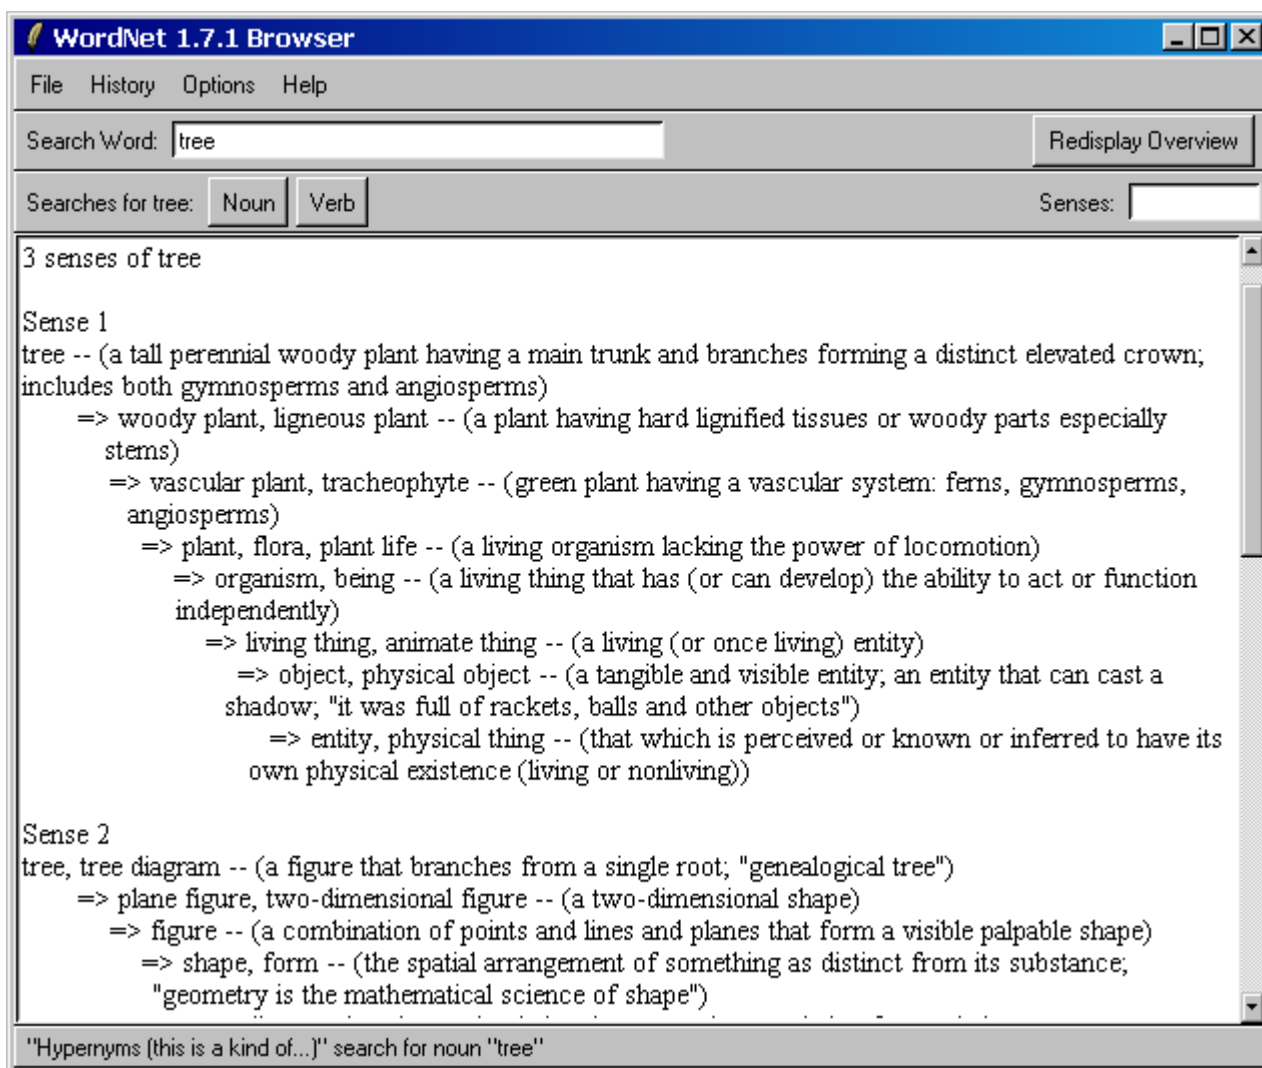 WordNet 1.7.1 Browser
File History Options Help
Search Word: tree Redisplay Overview
Searches for tree: Noun Verb Senses:
3 senses of tree
Sense 1
tree -- (a tall perennial woody plant having a main trunk and branches forming a distinct elevated crown;
includes both gymnosperms and angiosperms)
=> woody plant, ligneous plant -- (a plant having hard lignified tissues or woody parts especially
stems)
=> vascular plant, tracheophyte -- (green plant having a vascular system: ferns, gymnosperms,
angiosperms)
=> plant, flora, plant life -- (a living organism lacking the power of locomotion)
=> organism, being -- (a living thing that has (or can develop) the ability to act or function
independently)
=> living thing, animate thing -- (a living (or once living) entity)
=> object, physical object -- (a tangible and visible entity; an entity that can cast a
shadow; "it was full of rackets, balls and other objects")
=> entity, physical thing -- (that which is perceived or known or inferred to have its
own physical existence (living or nonliving))
Sense 2
tree, tree diagram -- (a figure that branches from a single root; "genealogical tree")
=> plane figure, two-dimensional figure -- (a two-dimensional shape)
=> figure -- (a combination of points and lines and planes that form a visible palpable shape)
=> shape, form -- (the spatial arrangement of something as distinct from its substance;
"geometry is the mathematical science of shape")
"Hypernyms (this is a kind of...)" search for noun "tree"